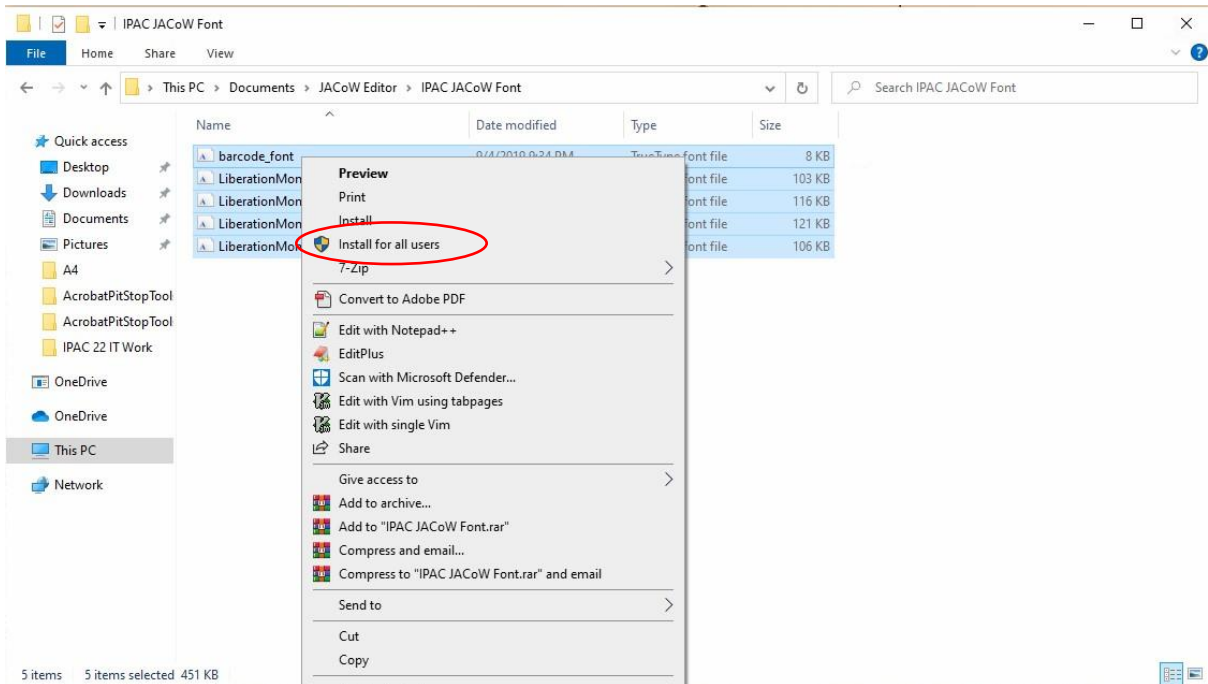 IPAC JACoW Font
File Home Share View
This PC > Documents > JACoW Editor > IPAC JACoW Font
Search IPAC JACoW Font
Name Date modified Type Size
Quick access
Desktop
Downloads
Documents
Pictures
A4
AcrobatPitStopTool
AcrobatPitStopTool
IPAC 22 IT Work
OneDrive
OneDrive
This PC
Network
barcode_font 9/4/2019 9:34 PM TrueType font file 8 KB
LiberationMon font file 103 KB
LiberationMon font file 116 KB
LiberationMon font file 121 KB
LiberationMon font file 106 KB
Preview
Print
Install
Install for all users
7-Zip
Convert to Adobe PDF
Edit with Notepad++
EditPlus
Scan with Microsoft Defender...
Edit with Vim using tabpages
Edit with single Vim
Share
Give access to
Add to archive...
Add to "IPAC JACoW Font.rar"
Compress and email...
Compress to "IPAC JACoW Font.rar" and email
Send to
Cut
Copy
5 items 5 items selected 451 KB